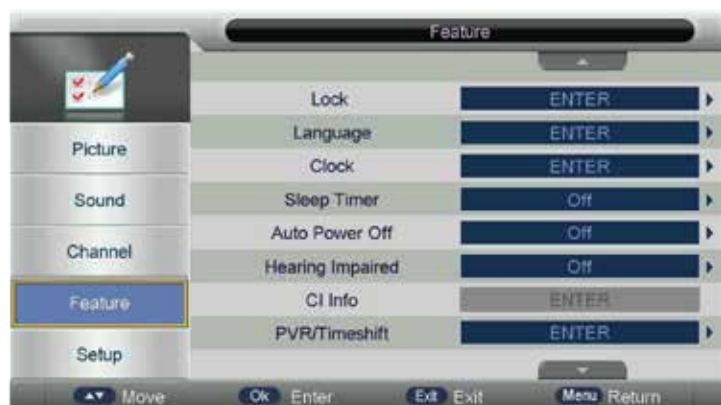 Feature
Picture
Sound
Channel
Feature
Setup
Lock ENTER
Language ENTER
Clock ENTER
Sleep Timer Off
Auto Power Off Off
Hearing Impaired Off
CI Info ENTER
PVR/Timeshift ENTER
Move Ok Enter Exit Exit Menu Return